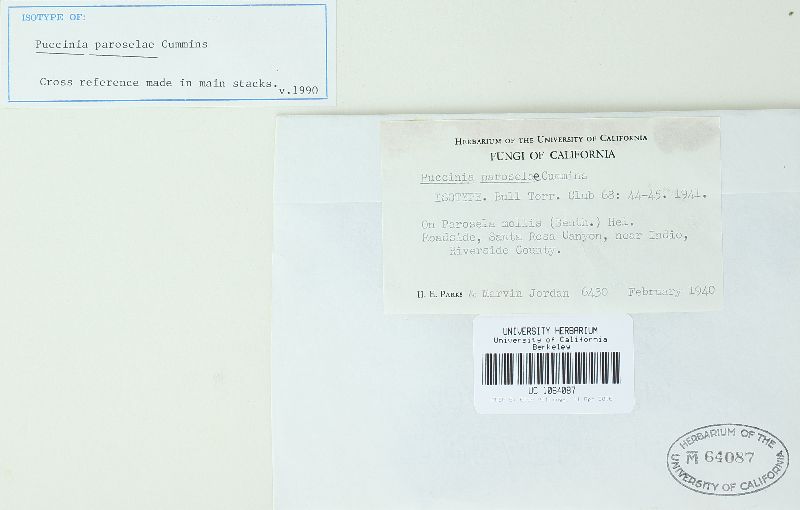 ISOTYPE OF:
Puccinia paroselae Cummins
Cross reference made in main stacks.
v.1990
HERBARIUM OF THE UNIVERSITY OF CALIFORNIA
FUNGI OF CALIFORNIA
Puccinia paroselae Cummins
ISOTYPE. Bull Torr. Club 68: 44-45. 1941.
On Parosela mollis (Benth.) Hel.
Roadside, Santa Rosa Canyon, near Indio,
Riverside County.
H. E. PARKS & Marvin Jordan 6430 February 1940
UNIVERSITY HERBARIUM
University of California
Berkeley
UC 1064087
HERBARIUM OF THE
M 64087
UNIVERSITY OF CALIFORNIA